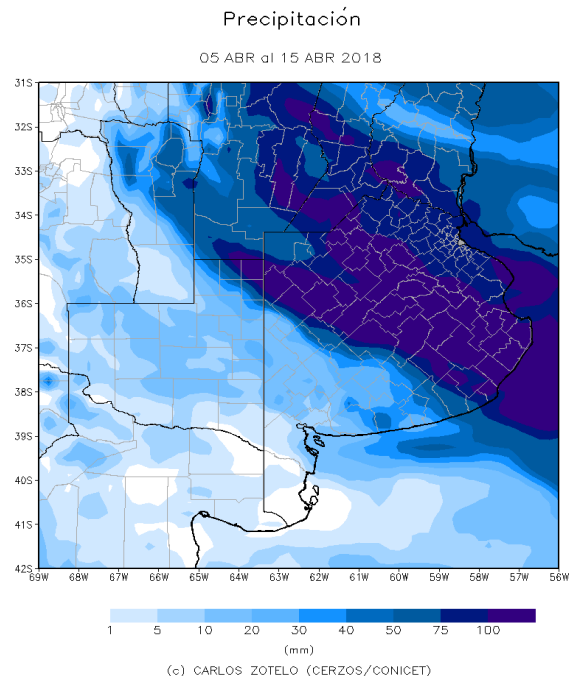 Precipitación
05 ABR al 15 ABR 2018
31S
32S
33S
34S
35S
36S
37S
38S
39S
40S
41S
42S
69W 68W 67W 66W 65W 64W 63W 62W 61W 60W 59W 58W 57W 56W
1 5 10 20 30 40 50 75 100
(mm)
(c) CARLOS ZOTELO (CERZOS/CONICET)